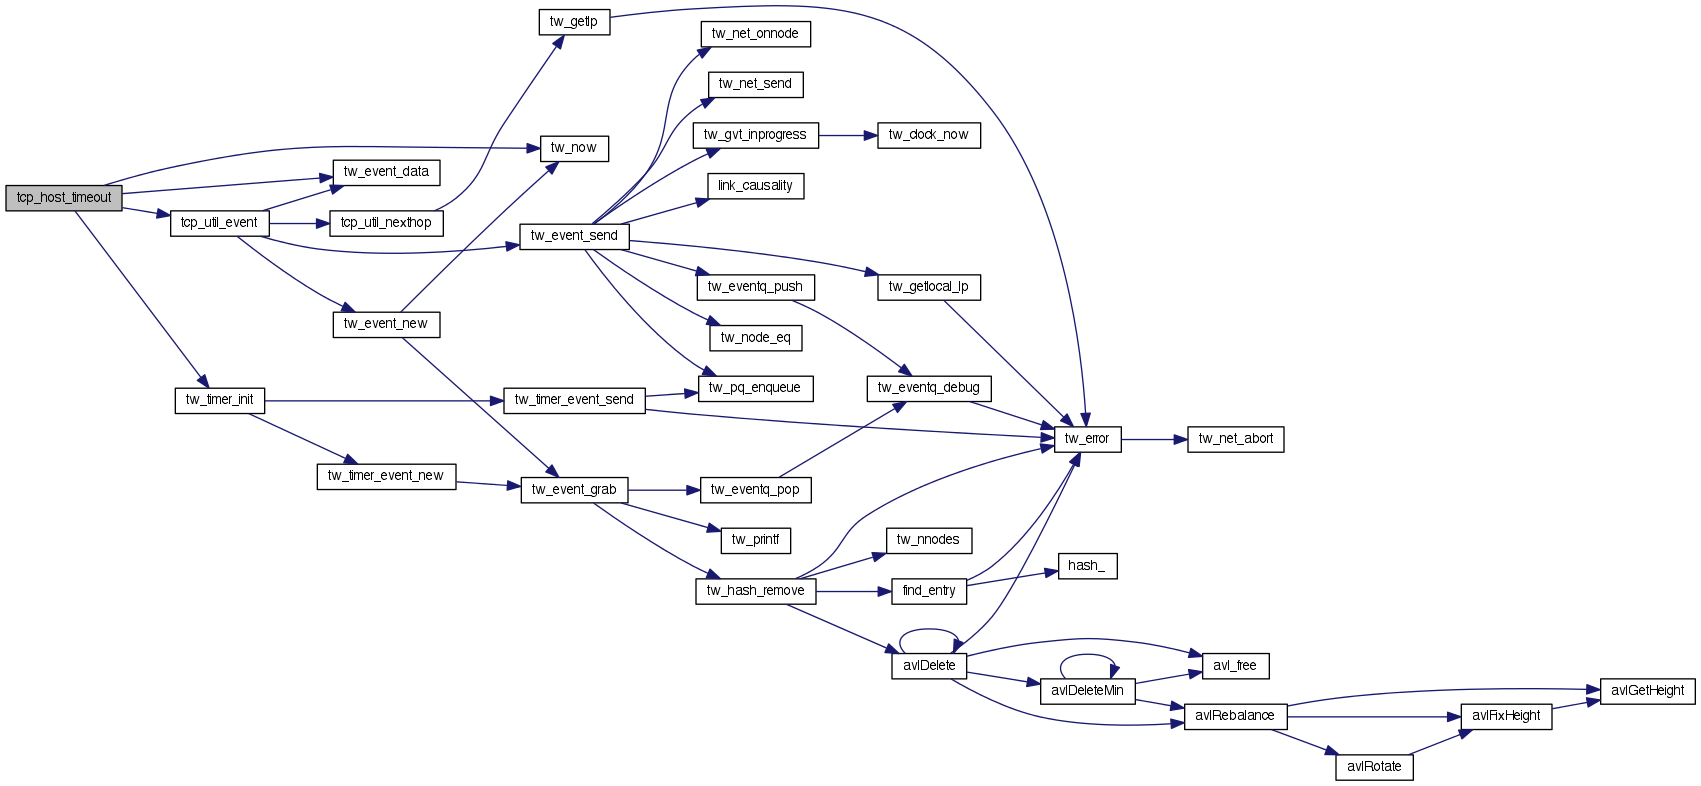 tw_getlp
tw_net_onnode
tw_net_send
tw_gvt_inprogress
tw_clock_now
tw_now
tw_event_data
tcp_host_timeout
link_causality
tcp_util_event
tcp_util_nexthop
tw_event_send
tw_eventq_push
tw_getlocal_lp
tw_event_new
tw_node_eq
tw_pq_enqueue
tw_eventq_debug
tw_timer_init
tw_timer_event_send
tw_error
tw_net_abort
tw_timer_event_new
tw_event_grab
tw_eventq_pop
tw_printf
tw_nnodes
hash_
tw_hash_remove
find_entry
avlDelete
avl_free
avlDeleteMin
avlGetHeight
avlRebalance
avlFixHeight
avlRotate